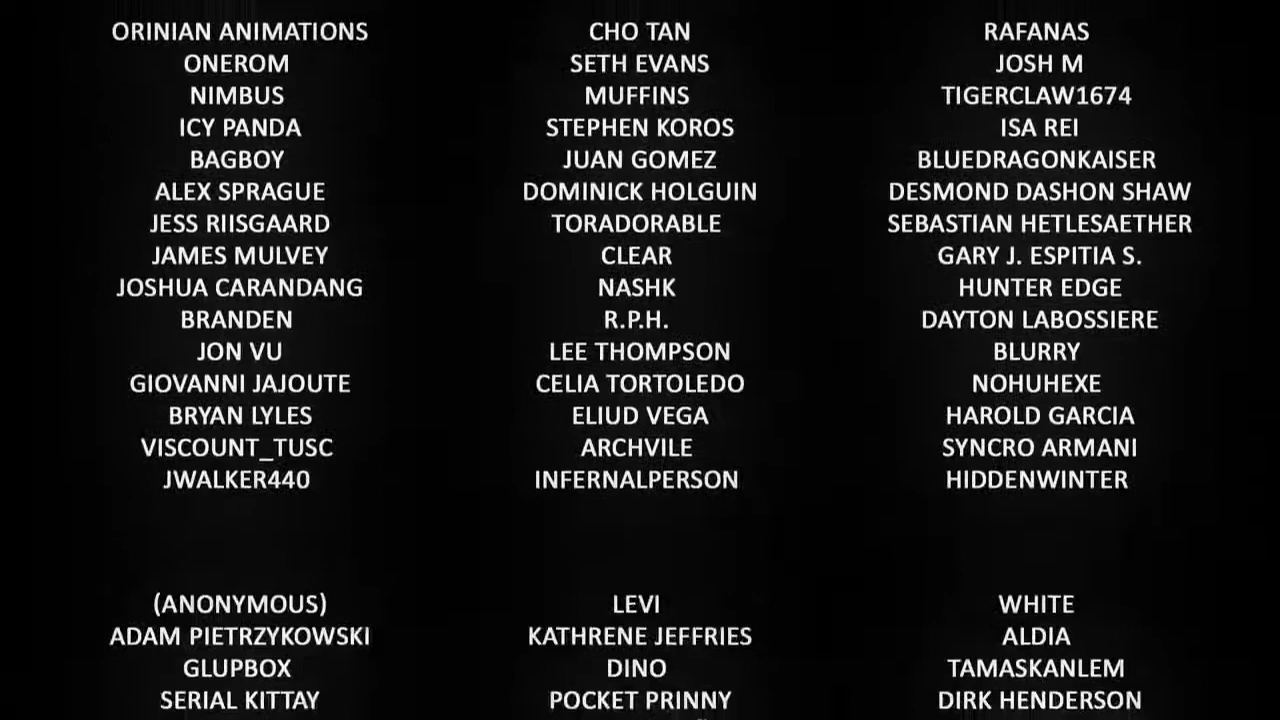 ORINIAN ANIMATIONS CHO TAN RAFANAS
ONEROM SETH EVANS JOSH M
NIMBUS MUFFINS TIGERCLAW1674
ICY PANDA STEPHEN KOROS ISA REI
BAGBOY JUAN GOMEZ BLUEDRAGONKAISER
ALEX SPRAGUE DOMINICK HOLGUIN DESMOND DASHON SHAW
JESS RIISGAARD TORADORABLE SEBASTIAN HETLESAETHER
JAMES MULVEY CLEAR GARY J. ESPITIA S.
JOSHUA CARANDANG NASHK HUNTER EDGE
BRANDEN R.P.H. DAYTON LABOSSIERE
JON VU LEE THOMPSON BLURRY
GIOVANNI JAJOUTE CELIA TORTOLEDO NOHUHEXE
BRYAN LYLES ELIUD VEGA HAROLD GARCIA
VISCOUNT_TUSC ARCHVILE SYNCRO ARMANI
JWALKER440 INFERNALPERSON HIDDENWINTER
(ANONYMOUS) LEVI WHITE
ADAM PIETRZYKOWSKI KATHRENE JEFFRIES ALDIA
GLUPBOX DINO TAMASKANLEM
SERIAL KITTAY POCKET PRINNY DIRK HENDERSON